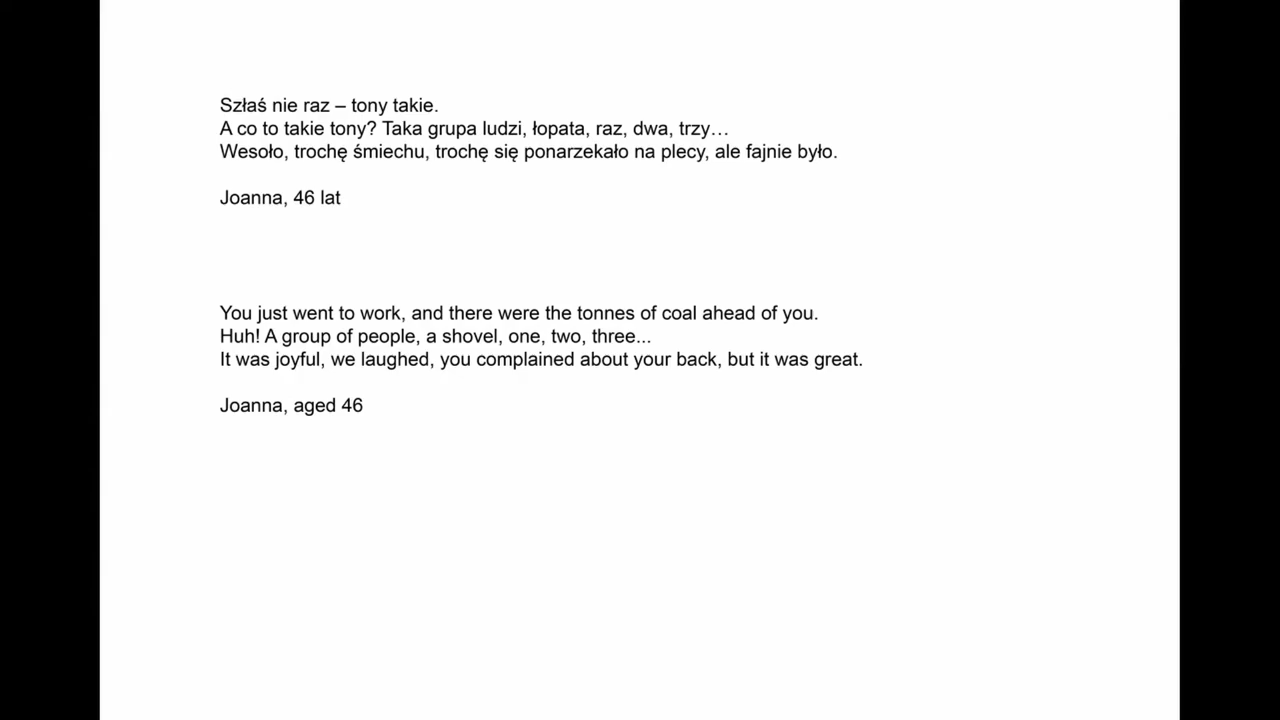 Szłaś nie raz – tony takie.
A co to takie tony? Taka grupa ludzi, łopata, raz, dwa, trzy…
Wesoło, trochę śmiechu, trochę się ponarzekało na plecy, ale fajnie było.
Joanna, 46 lat
You just went to work, and there were the tonnes of coal ahead of you.
Huh! A group of people, a shovel, one, two, three...
It was joyful, we laughed, you complained about your back, but it was great.
Joanna, aged 46